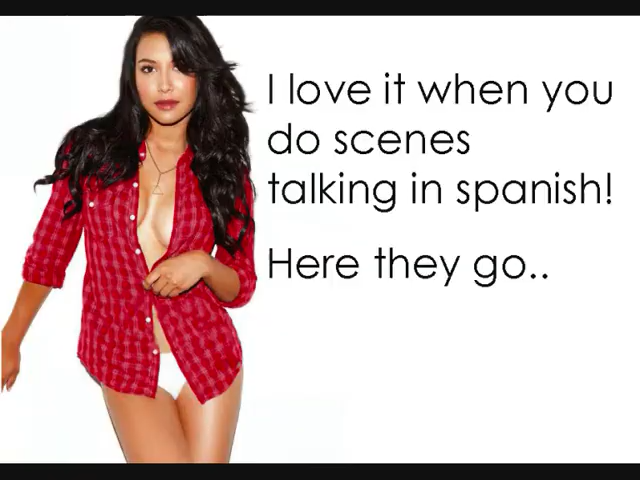 I love it when you
do scenes
talking in spanish!
Here they go..